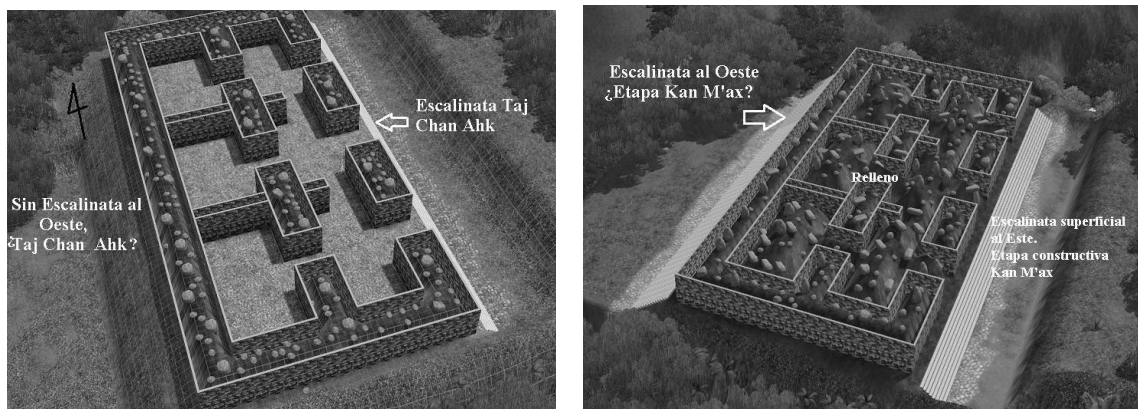 Escalinata Taj
Chan Ahk
Sin Escalinata al
Oeste,
¿Taj Chan Ahk?
Escalinata al Oeste
¿Etapa Kan M'ax?
Relleno
Escalinata superficial
al Este.
Etapa constructiva
Kan M'ax